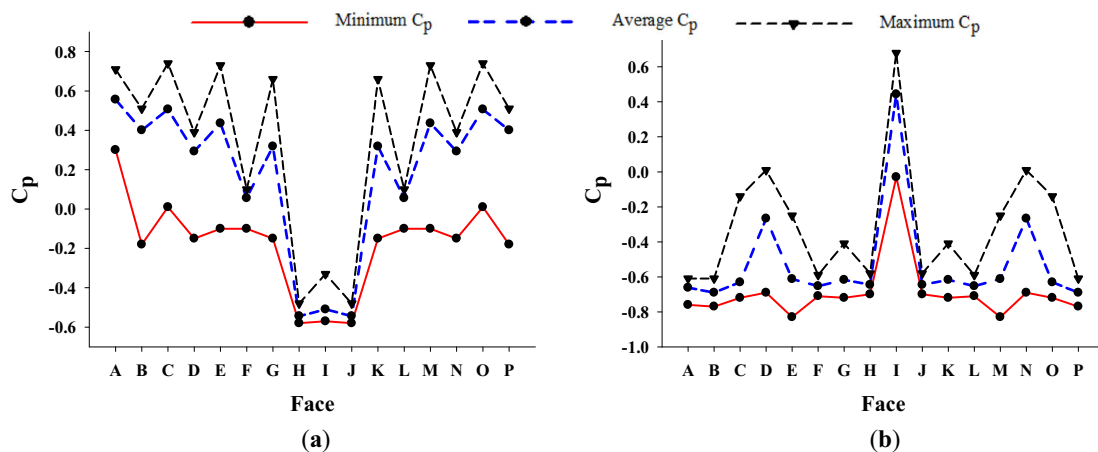 Minimum Cp Average Cp Maximum Cp
0.8
0.6
0.4
0.2
0.0
-0.2
-0.4
-0.6
Cp
A B C D E F G H I J K L M N O P
Face
(a)
0.6
0.4
0.2
0.0
-0.2
-0.4
-0.6
-0.8
-1.0
Cp
A B C D E F G H I J K L M N O P
Face
(b)